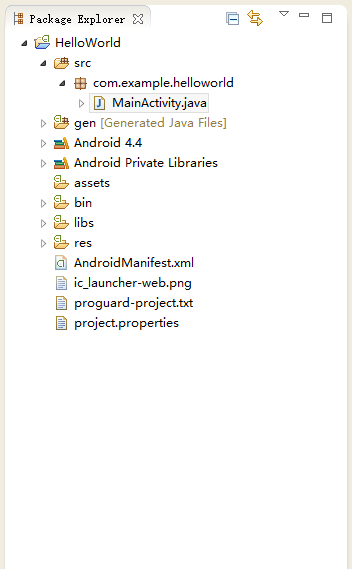 Package Explorer
HelloWorld
src
com.example.helloworld
MainActivity.java
gen [Generated Java Files]
Android 4.4
Android Private Libraries
assets
bin
libs
res
AndroidManifest.xml
ic_launcher-web.png
proguard-project.txt
project.properties